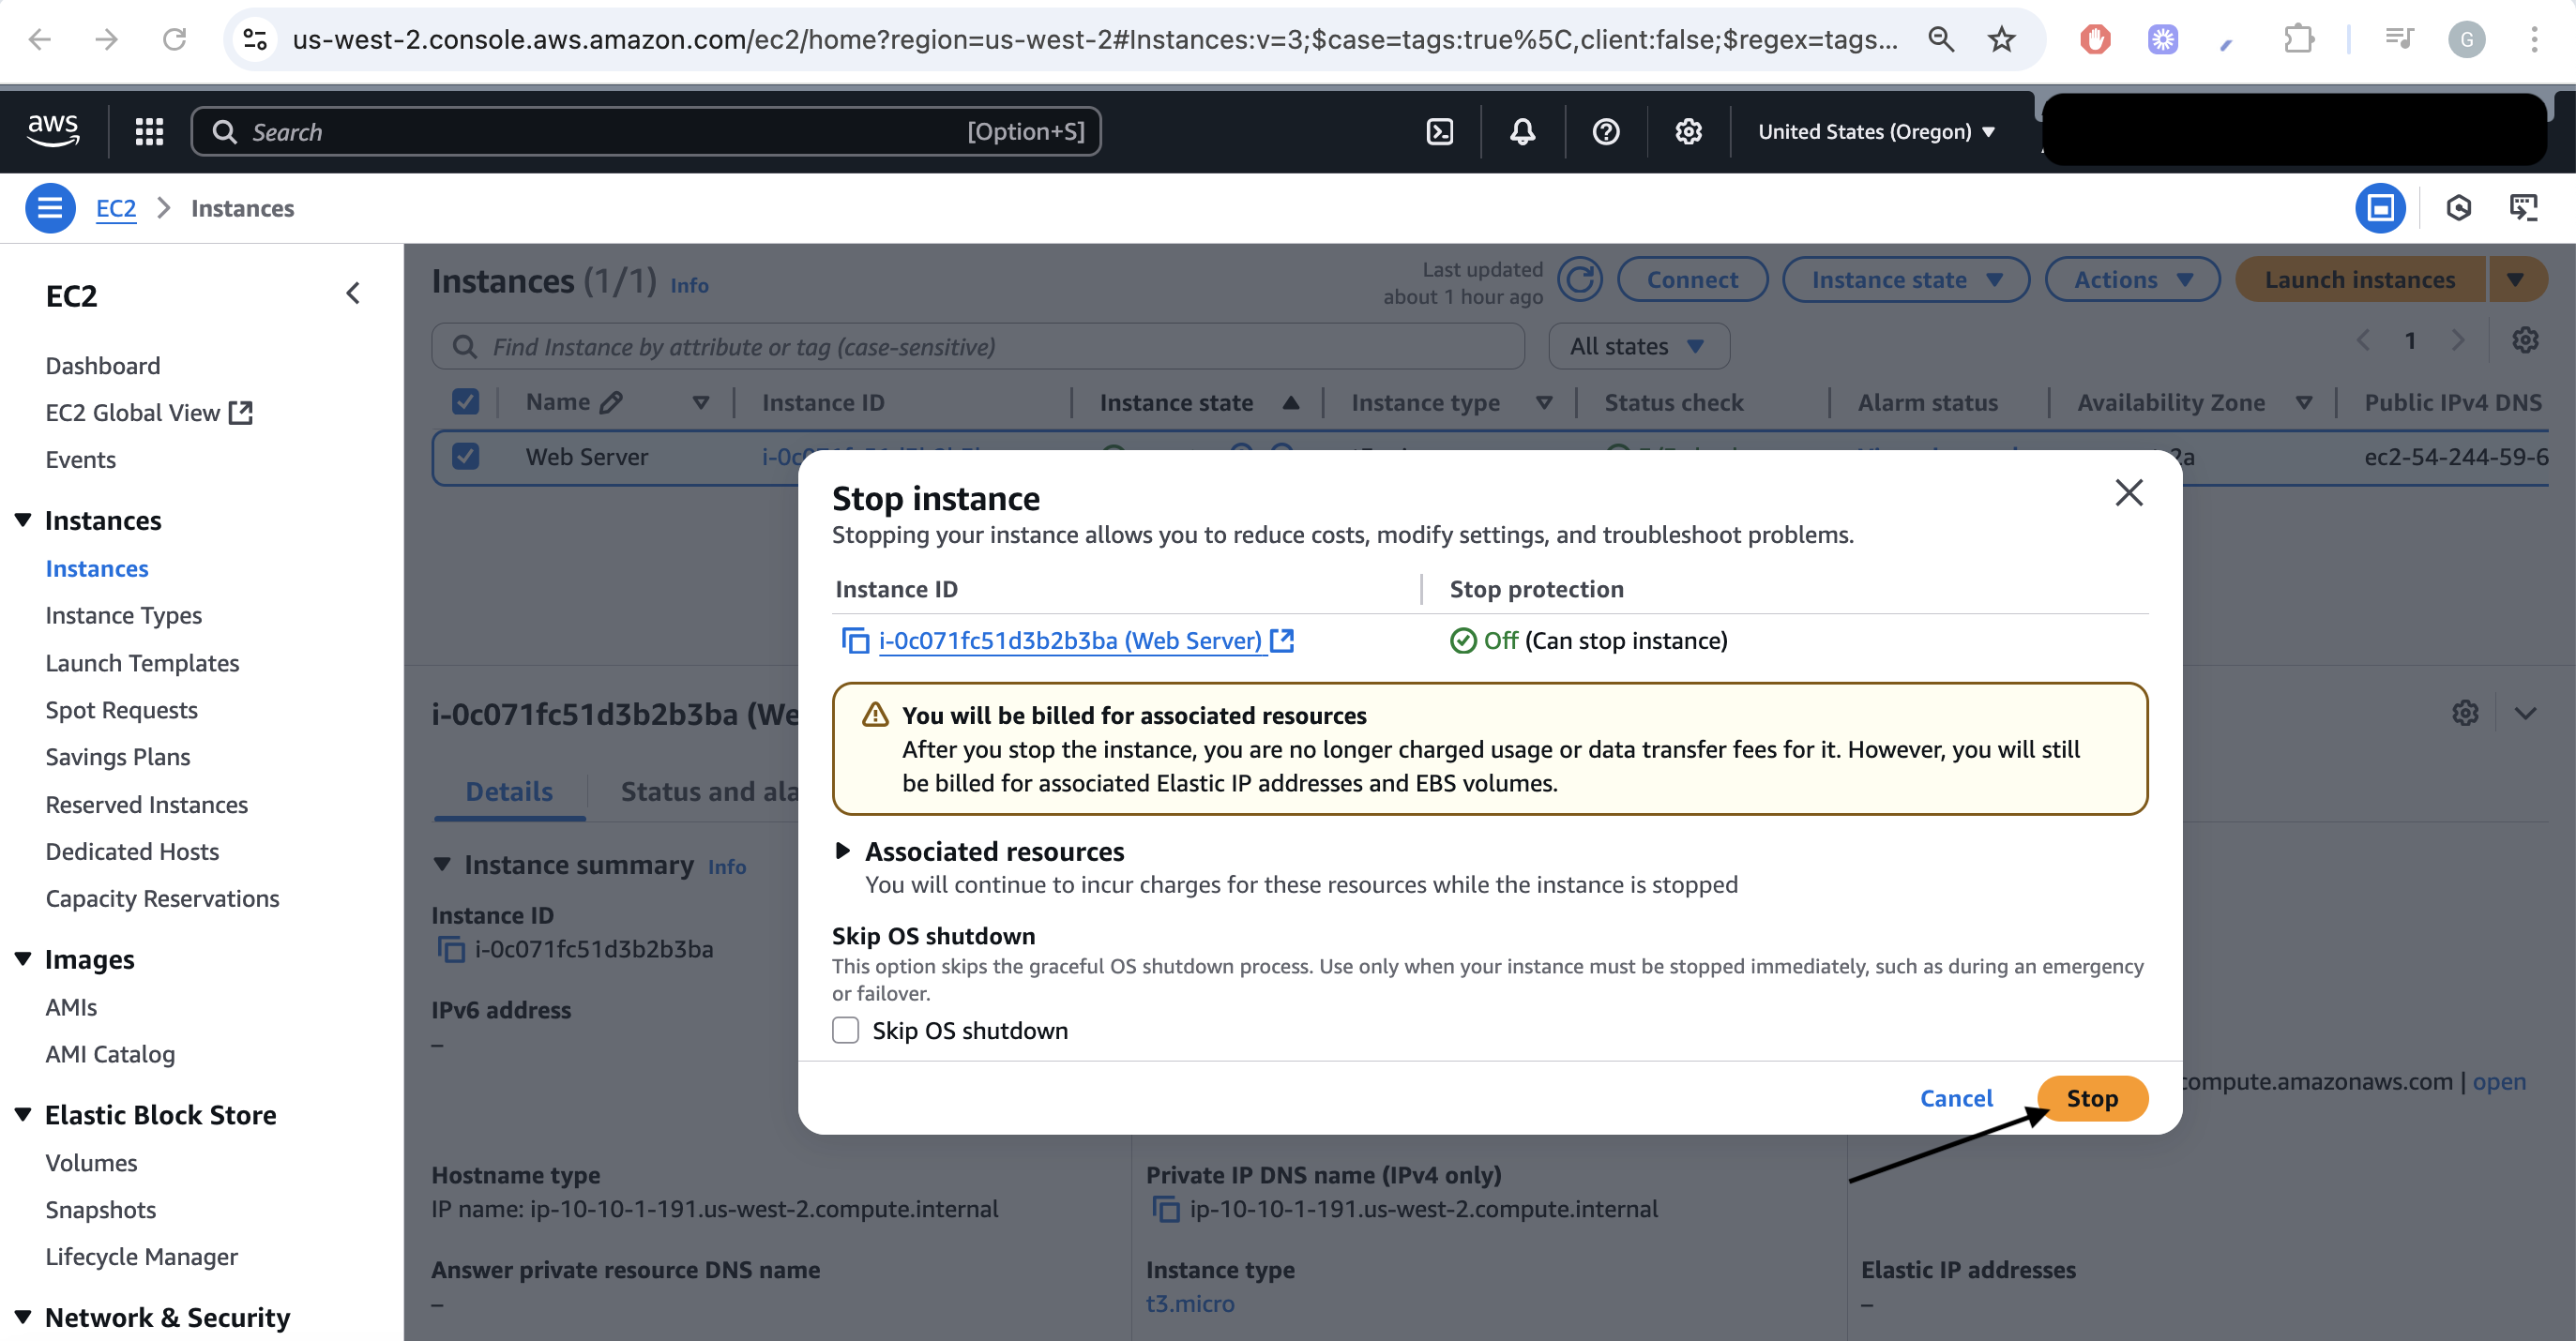 us-west-2.console.aws.amazon.com/ec2/home?region=us-west-2#Instances:v=3;$case=tags:true%5C,client:false;$regex=tags...
G
aws
Search
[Option+S]
United States (Oregon)
EC2
Instances
EC2
Dashboard
EC2 Global View
Events
Instances
Instances
Instance Types
Launch Templates
Spot Requests
Savings Plans
Reserved Instances
Dedicated Hosts
Capacity Reservations
Images
AMIs
AMI Catalog
Elastic Block Store
Volumes
Snapshots
Lifecycle Manager
Network & Security
Instances (1/1) Info
Last updated
about 1 hour ago
Connect
Instance state
Actions
Launch instances
Find Instance by attribute or tag (case-sensitive)
All states
1
Name
Instance ID
Instance state
Instance type
Status check
Alarm status
Availability Zone
Public IPv4 DNS
Web Server
ec2-54-244-59-6
Stop instance
Stopping your instance allows you to reduce costs, modify settings, and troubleshoot problems.
Instance ID
Stop protection
i-0c071fc51d3b2b3ba (Web Server)
Off (Can stop instance)
You will be billed for associated resources
After you stop the instance, you are no longer charged usage or data transfer fees for it. However, you will still
be billed for associated Elastic IP addresses and EBS volumes.
Associated resources
You will continue to incur charges for these resources while the instance is stopped
Skip OS shutdown
This option skips the graceful OS shutdown process. Use only when your instance must be stopped immediately, such as during an emergency
or failover.
Skip OS shutdown
Cancel
Stop
i-0c071fc51d3b2b3ba (We
Details
Status and ala
Instance summary Info
Instance ID
i-0c071fc51d3b2b3ba
IPv6 address
–
compute.amazonaws.com | open
Hostname type
IP name: ip-10-10-1-191.us-west-2.compute.internal
Private IP DNS name (IPv4 only)
ip-10-10-1-191.us-west-2.compute.internal
Answer private resource DNS name
–
Instance type
t3.micro
Elastic IP addresses
–